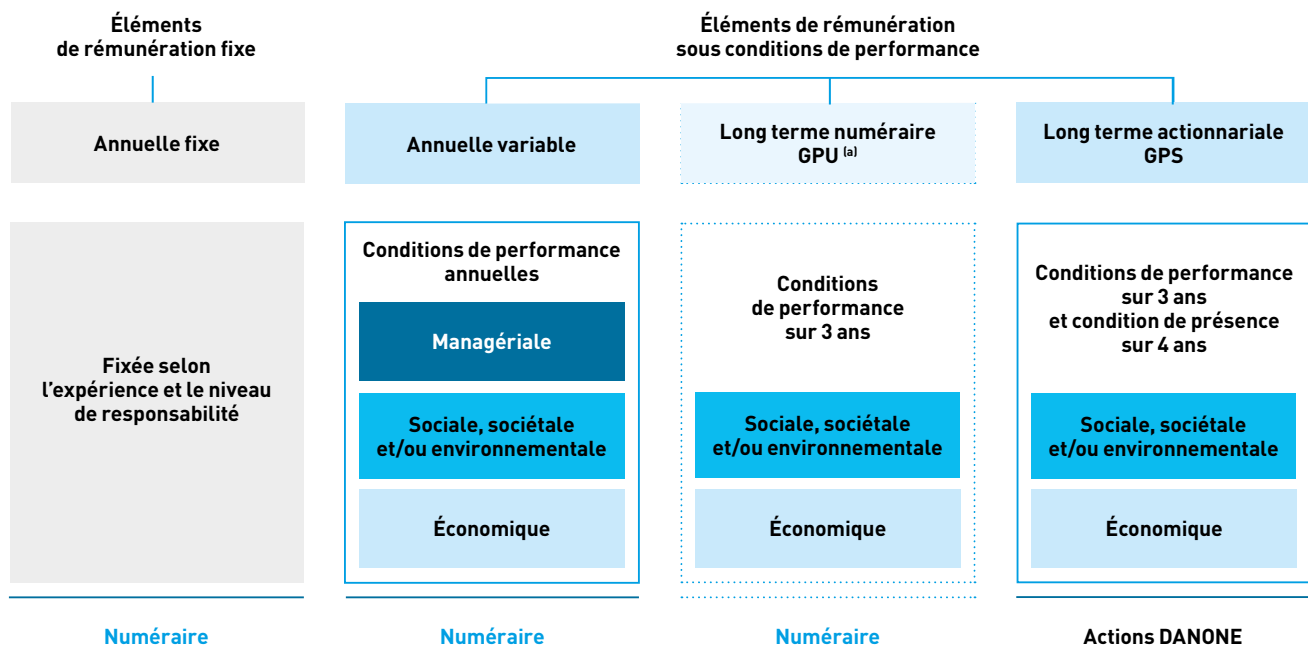 Éléments
de rémunération fixe
Éléments de rémunération
sous conditions de performance
Annuelle fixe
Annuelle variable
Long terme numéraire
GPU (a)
Long terme actionnariale
GPS
Fixée selon
l'expérience et le niveau
de responsabilité
Conditions de performance
annuelles
Managériale
Sociale, sociétale
et/ou environnementale
Économique
Conditions
de performance
sur 3 ans
Sociale, sociétale
et/ou environnementale
Économique
Conditions de performance
sur 3 ans
et condition de présence
sur 4 ans
Sociale, sociétale
et/ou environnementale
Économique
Numéraire
Numéraire
Numéraire
Actions DANONE